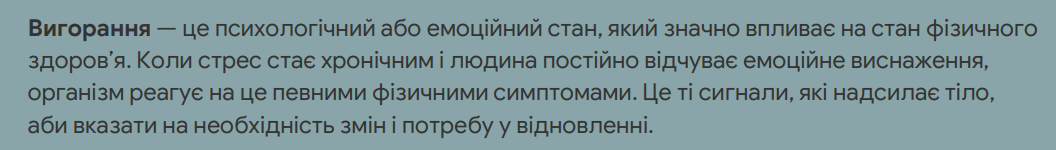 Вигорання — це психологічний або емоційний стан, який значно впливає на стан фізичного
здоров’я. Коли стрес стає хронічним і людина постійно відчуває емоційне виснаження,
організм реагує на це певними фізичними симптомами. Це ті сигнали, які надсилає тіло,
аби вказати на необхідність змін і потребу у відновленні.